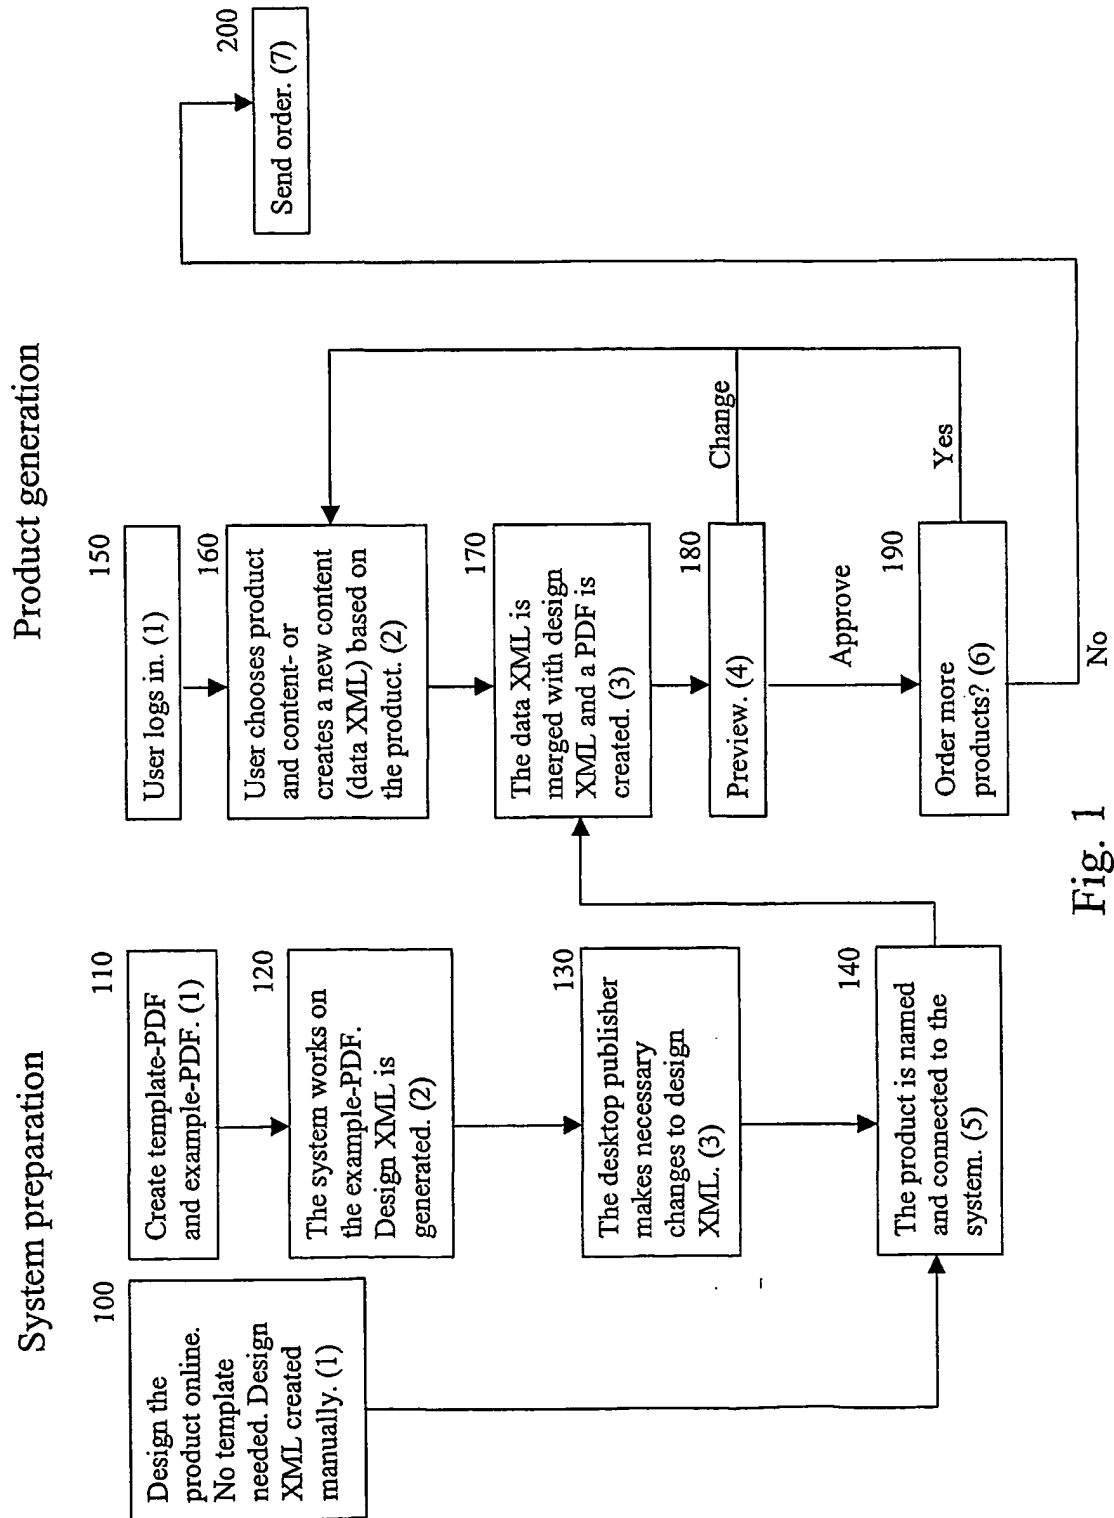 System preparation
100
Design the
product online.
No template
needed. Design
XML created
manually. (1)
110
Create template-PDF
and example-PDF. (1)
120
The system works on
the example-PDF.
Design XML is
generated. (2)
130
The desktop publisher
makes necessary
changes to design
XML. (3)
140
The product is named
and connected to the
system. (5)
Product generation
150
User logs in. (1)
160
User chooses product
and content- or
creates a new content
(data XML) based on
the product. (2)
170
The data XML is
merged with design
XML and a PDF is
created. (3)
180
Preview. (4)
Change
Approve
190
Order more
products? (6)
Yes
No
200
Send order. (7)
Fig. 1